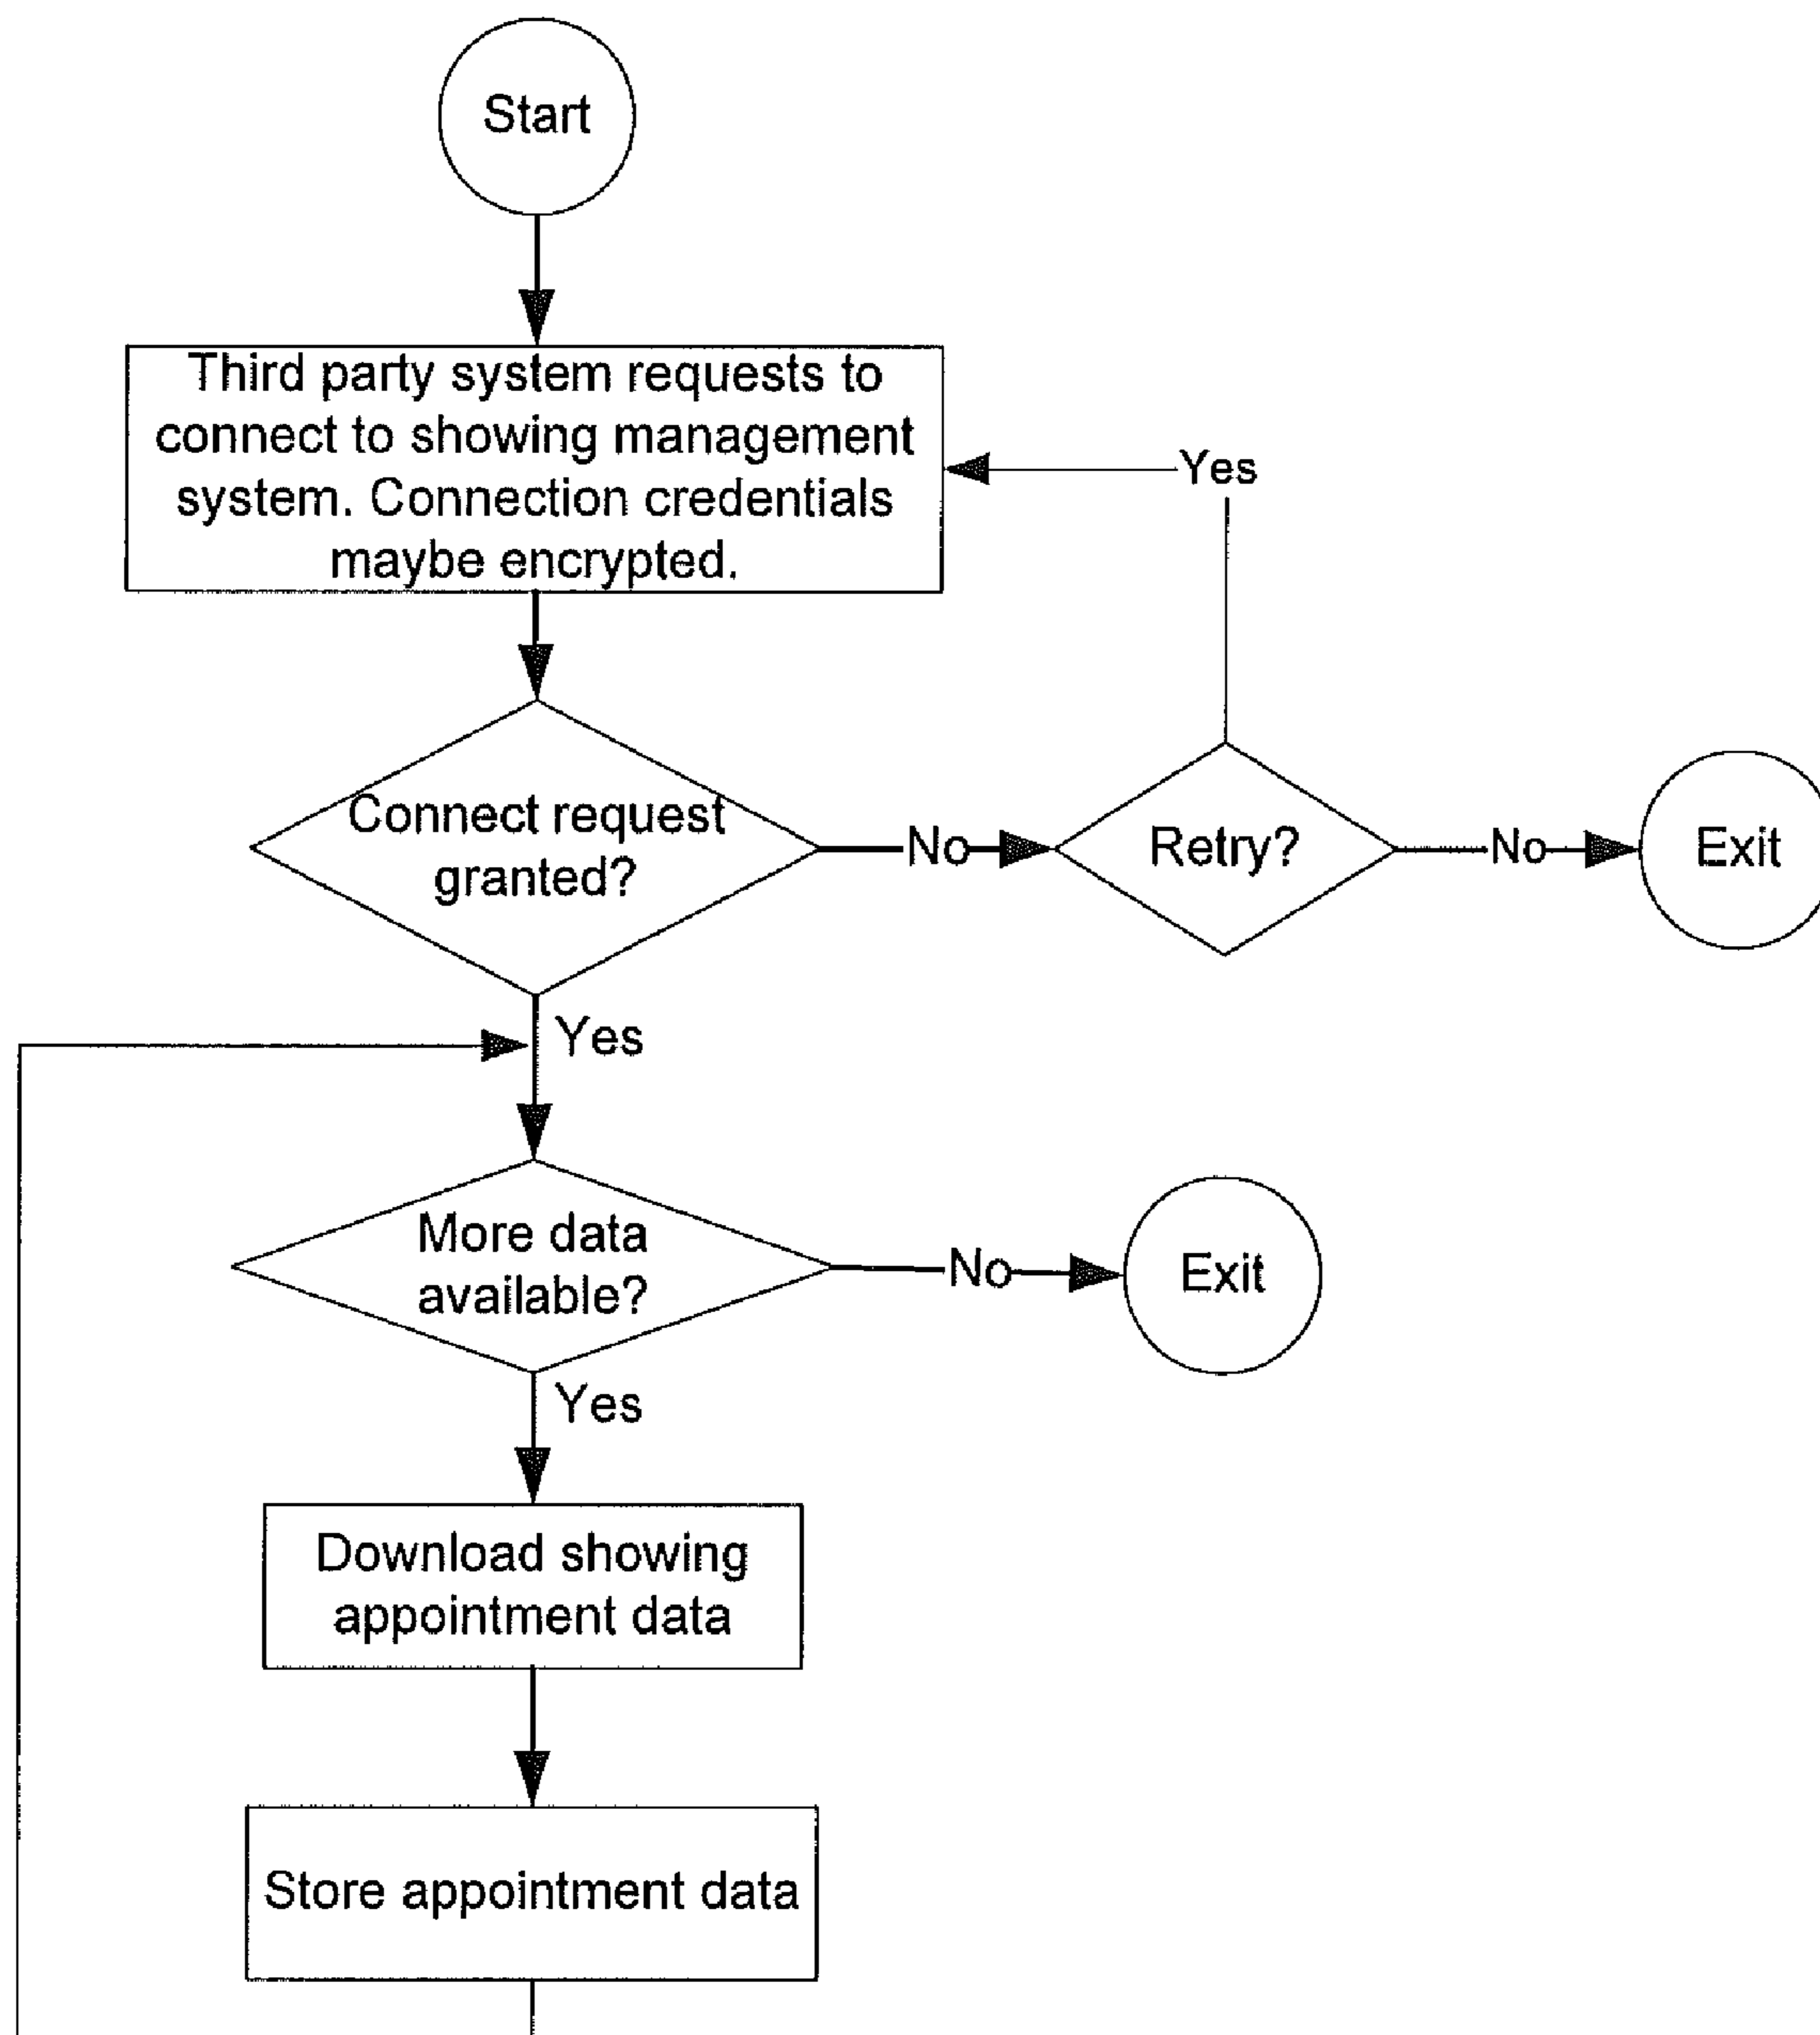 Start
Third party system requests to
connect to showing management
system. Connection credentials
maybe encrypted.
Yes
Connect request
granted?
No
Retry?
No
Exit
Yes
More data
available?
No
Exit
Yes
Download showing
appointment data
Store appointment data